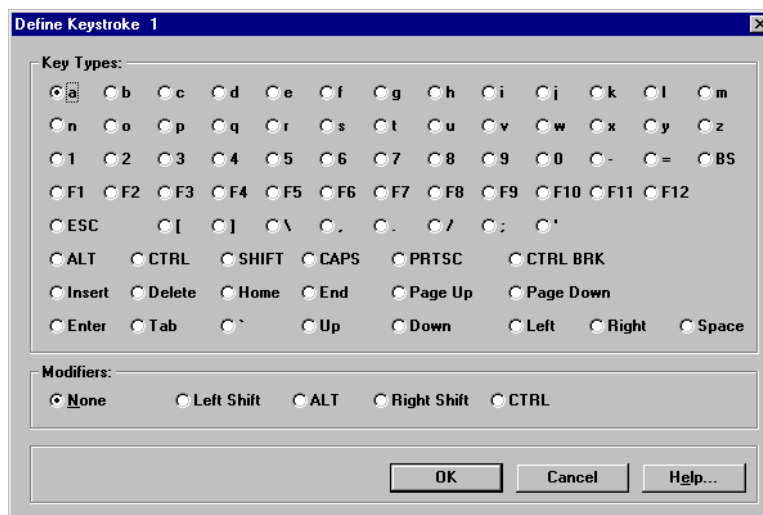 Define Keystroke 1
Key Types:
a b c d e f g h i j k l m
n o p q r s t u v w x y z
1 2 3 4 5 6 7 8 9 0 - = BS
F1 F2 F3 F4 F5 F6 F7 F8 F9 F10 F11 F12
ESC [ ] \ , . / ; '
ALT CTRL SHIFT CAPS PRTSC CTRL BRK
Insert Delete Home End Page Up Page Down
Enter Tab ` Up Down Left Right Space
Modifiers:
None Left Shift ALT Right Shift CTRL
OK Cancel Help...